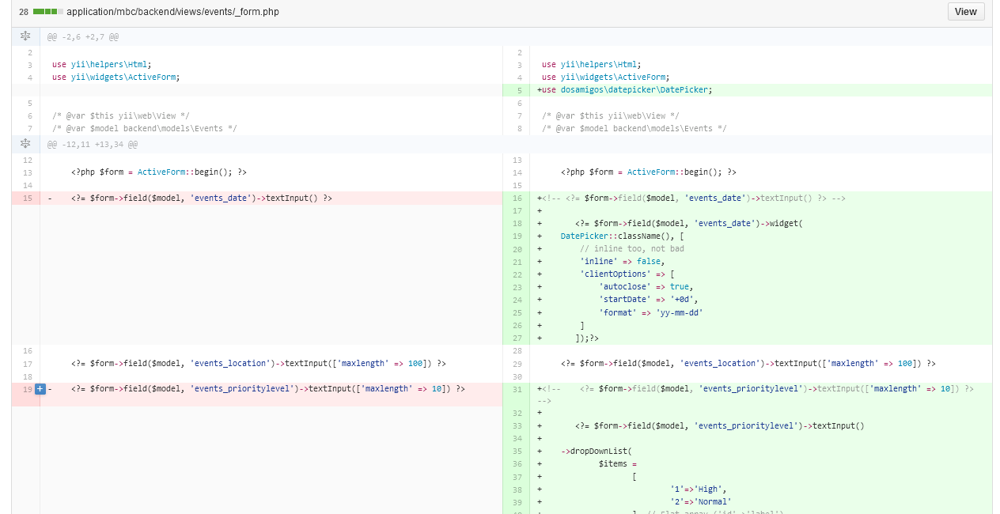 28 application/mbc/backend/views/events/_form.php View
@@ -2,6 +2,7 @@
2 2
3 use yii\helpers\Html; 3 use yii\helpers\Html;
4 use yii\widgets\ActiveForm; 4 use yii\widgets\ActiveForm;
5 +use dosamigos\datepicker\DatePicker;
5 6
6 /* @var $this yii\web\View */ 7 /* @var $this yii\web\View */
7 /* @var $model backend\models\Events */ 8 /* @var $model backend\models\Events */
@@ -12,11 +13,34 @@
12 13
13 <?php $form = ActiveForm::begin(); ?> 14 <?php $form = ActiveForm::begin(); ?>
14 15
15 - <?= $form->field($model, 'events_date')->textInput() ?> 16 +<!-- <?= $form->field($model, 'events_date')->textInput() ?> -->
17 +
18 + <?= $form->field($model, 'events_date')->widget(
19 + DatePicker::className(), [
20 + // inline too, not bad
21 + 'inline' => false,
22 + 'clientOptions' => [
23 + 'autoclose' => true,
24 + 'startDate' => '+0d',
25 + 'format' => 'yy-mm-dd'
26 + ]
27 + ]);?>
16 28
17 <?= $form->field($model, 'events_location')->textInput(['maxlength' => 100]) ?> 29 <?= $form->field($model, 'events_location')->textInput(['maxlength' => 100]) ?>
18 30
19 + - <?= $form->field($model, 'events_prioritylevel')->textInput(['maxlength' => 10]) ?> 31 +<!-- <?= $form->field($model, 'events_prioritylevel')->textInput(['maxlength' => 10]) ?>
-->
32 +
33 + <?= $form->field($model, 'events_prioritylevel')->textInput()
34 +
35 + ->dropDownList(
36 + $items =
37 + [
38 + '1'=>'High',
39 + '2'=>'Normal'